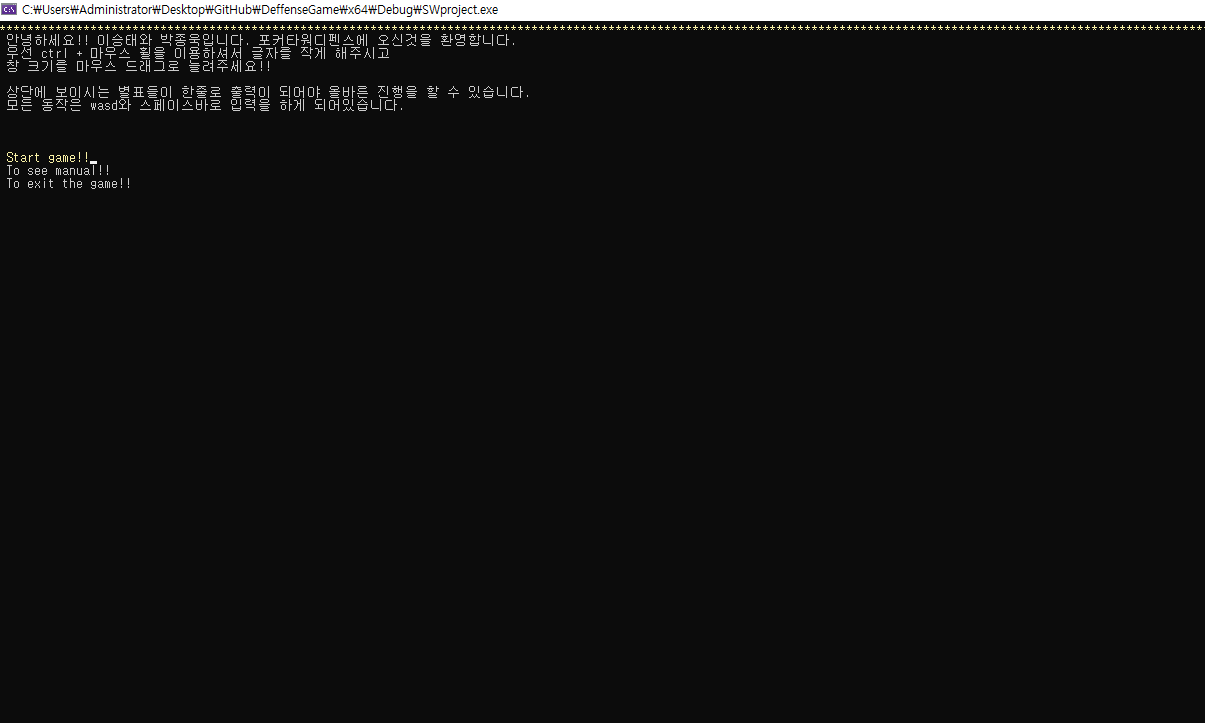 C:\Users\Administrator\Desktop\GitHub\DeffenseGame\x64\Debug\SWproject.exe
****************************************************************************************************************************************************************************
안녕하세요!! 이승태와 박종욱입니다. 포커타워디펜스에 오신것을 환영합니다.
우선 ctrl + 마우스 휠을 이용하셔서 글자를 작게 해주시고
창 크기를 마우스 드래그로 늘려주세요!!
상단에 보이시는 별표들이 한줄로 출력이 되어야 올바른 진행을 할 수 있습니다.
모든 동작은 wasd와 스페이스바로 입력을 하게 되어있습니다.
Start game!!
To see manual!!
To exit the game!!